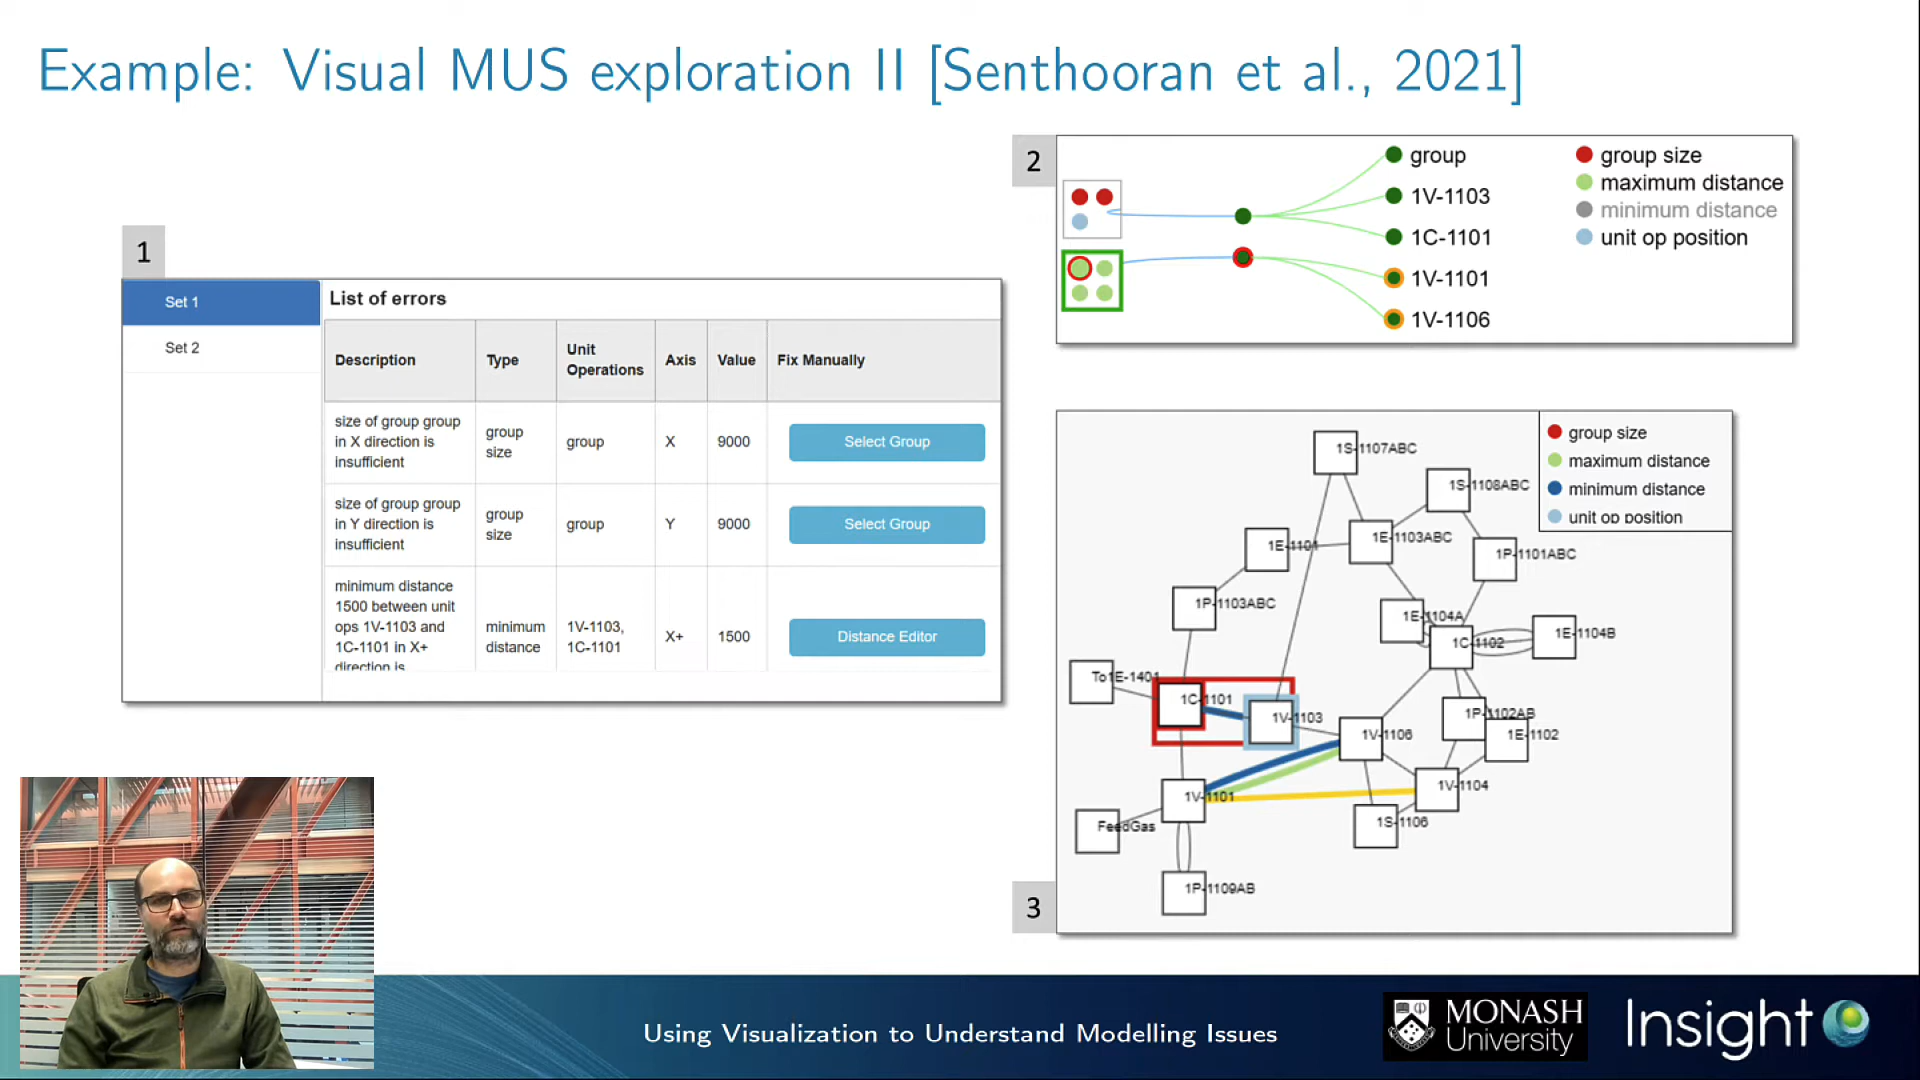 Example: Visual MUS exploration II [Senthooran et al., 2021]
1
Set 1
Set 2
List of errors
Description
Type
Unit
Operations
Axis
Value
Fix Manually
size of group group
in X direction is
insufficient
group
size
group
X
9000
Select Group
size of group group
in Y direction is
insufficient
group
size
group
Y
9000
Select Group
minimum distance
1500 between unit
ops 1V-1103 and
1C-1101 in X+
direction is
minimum
distance
1V-1103,
1C-1101
X+
1500
Distance Editor
2
group
1V-1103
1C-1101
1V-1101
1V-1106
group size
maximum distance
minimum distance
unit op position
3
group size
maximum distance
minimum distance
unit op position
1S-1107ABC
1S-1108ABC
1E-1101
1E-1103ABC
1P-1101ABC
1P-1103ABC
1E-1104A
1C-1102
1E-1104B
To1E-1401
1C-1101
1V-1103
1P-1102AB
1V-1106
1E-1102
1V-1101
1V-1104
FeedGas
1S-1106
1P-1109AB
Using Visualization to Understand Modelling Issues
MONASH
University
Insight